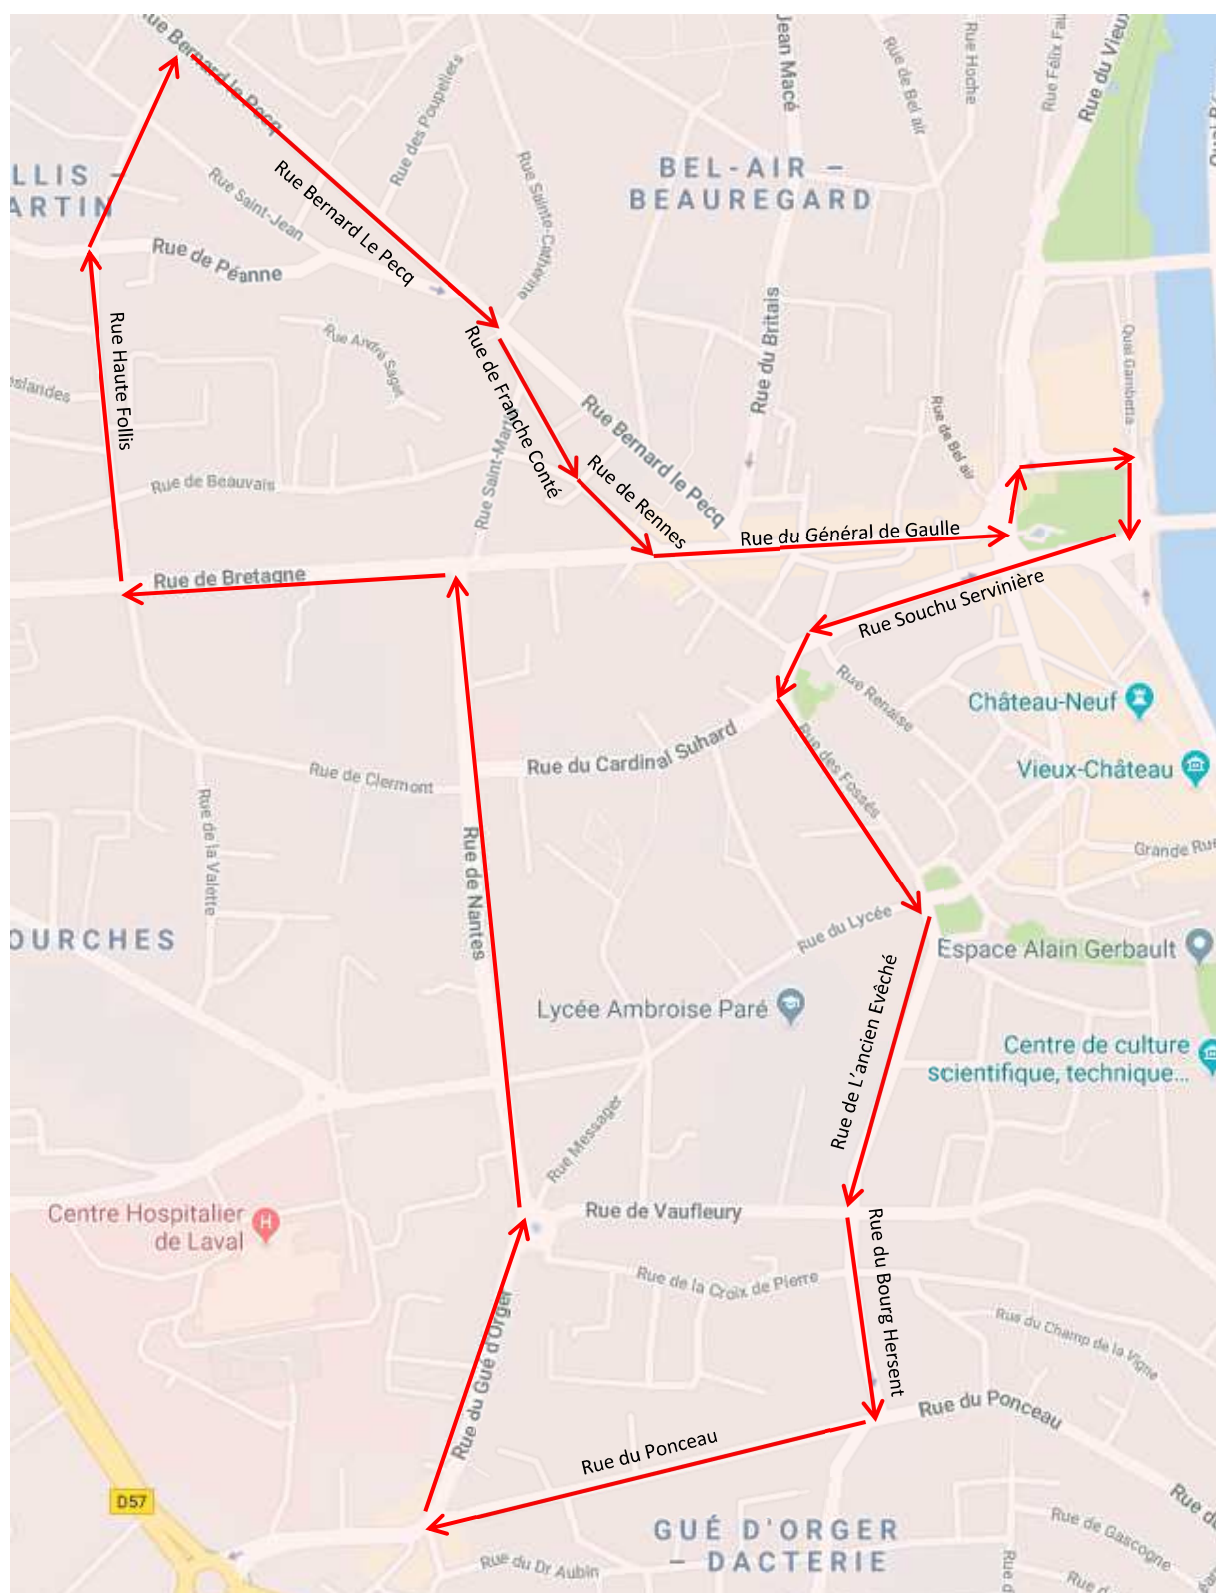 Rue Bernard le Pecq
Jean Macé
Rue de Bel air
Rue Hoche
Rue du Vieux
Rue des Poupeliers
Rue Sainte-Catherine
LLIS -
ARTIN
BEL-AIR -
BEAUREGARD
Rue Saint-Jean
Rue Bernard Le Pecq
Rue de Péanne
Rue Haute Follis
Rue André Saget
Rue du Britais
Quai Gambetta
Rue de Franche Conté
Rue Bernard le Pecq
Rue de Bel air
Rue de Beauvais
Rue de Rennes
Rue du Général de Gaulle
Rue de Bretagne
Rue Souchu Servinière
Rue Renaise
Château-Neuf
Rue des Fossés
Rue du Cardinal Suhard
Rue de Clermont
Vieux-Château
Rue de la Valette
Rue de Nantes
Grande Rue
OURCHES
Rue du Lycée
Espace Alain Gerbault
Lycée Ambroise Paré
Rue de L'ancien Evêché
Centre de culture
scientifique, technique...
Rue Messager
Centre Hospitalier
de Laval
H
Rue de Vaufleury
Rue du Bourg Hersent
Rue de la Croix de Pierre
Rue du Champ de la Vigne
Rue du Gué d'Orger
Rue du Ponceau
Rue du Ponceau
D57
GUÉ D'ORGER
- DACTERIE
Rue de Gascogne
Rue du Dr Aubin